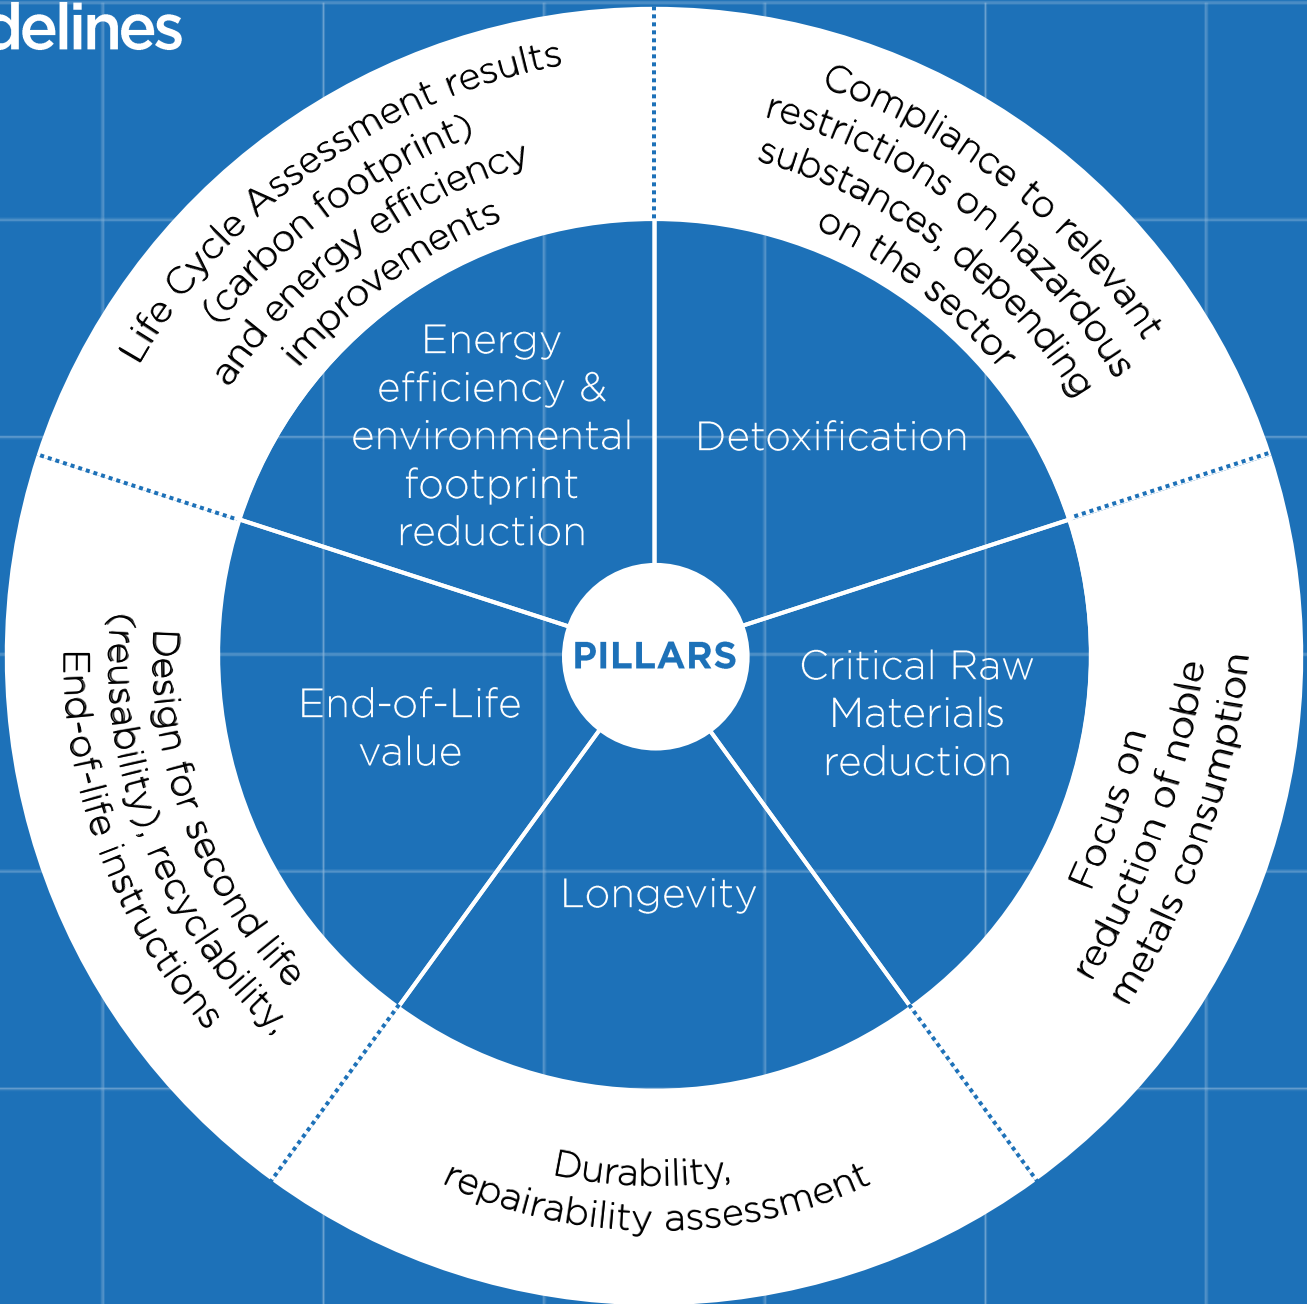 delines
Life Cycle Assessment results
(carbon footprint)
and energy efficiency
improvements
Compliance to relevant
restrictions on hazardous
substances, depending
on the sector
Energy
efficiency &
environmental
footprint
reduction
Detoxification
PILLARS
Critical Raw
Materials
reduction
End-of-Life
value
Longevity
Focus on
reduction of noble
metals consumption
Design for second life
(reusability), recyclability,
End-of-life instructions
Durability,
repairability assessment